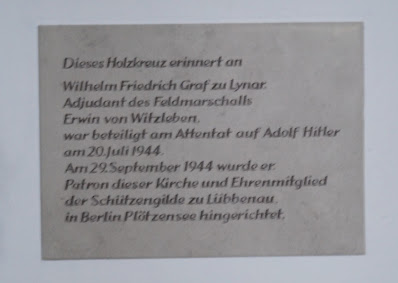 Dieses Holzkreuz erinnert an
Wilhelm Friedrich Graf zu Lynar.
Adjudant des Feldmarschalls
Erwin von Witzleben,
war beteiligt am Attentat auf Adolf Hitler
am 20. Juli 1944.
Am 29. September 1944 wurde er,
Patron dieser Kirche und Ehrenmitglied
der Schützengilde zu Lübbenau,
in Berlin Plötzensee hingerichtet.